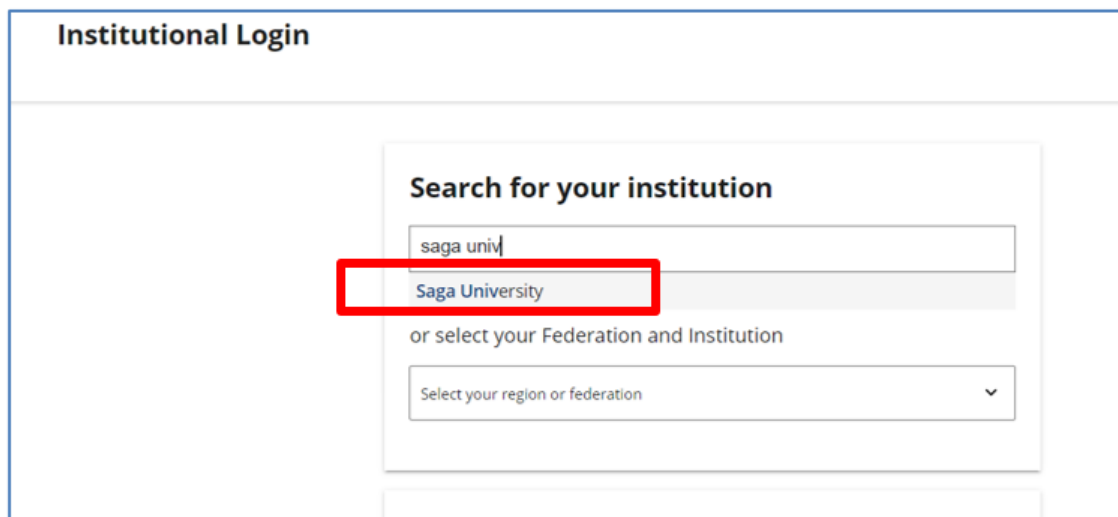 Institutional Login
Search for your institution
saga univ
Saga University
or select your Federation and Institution
Select your region or federation